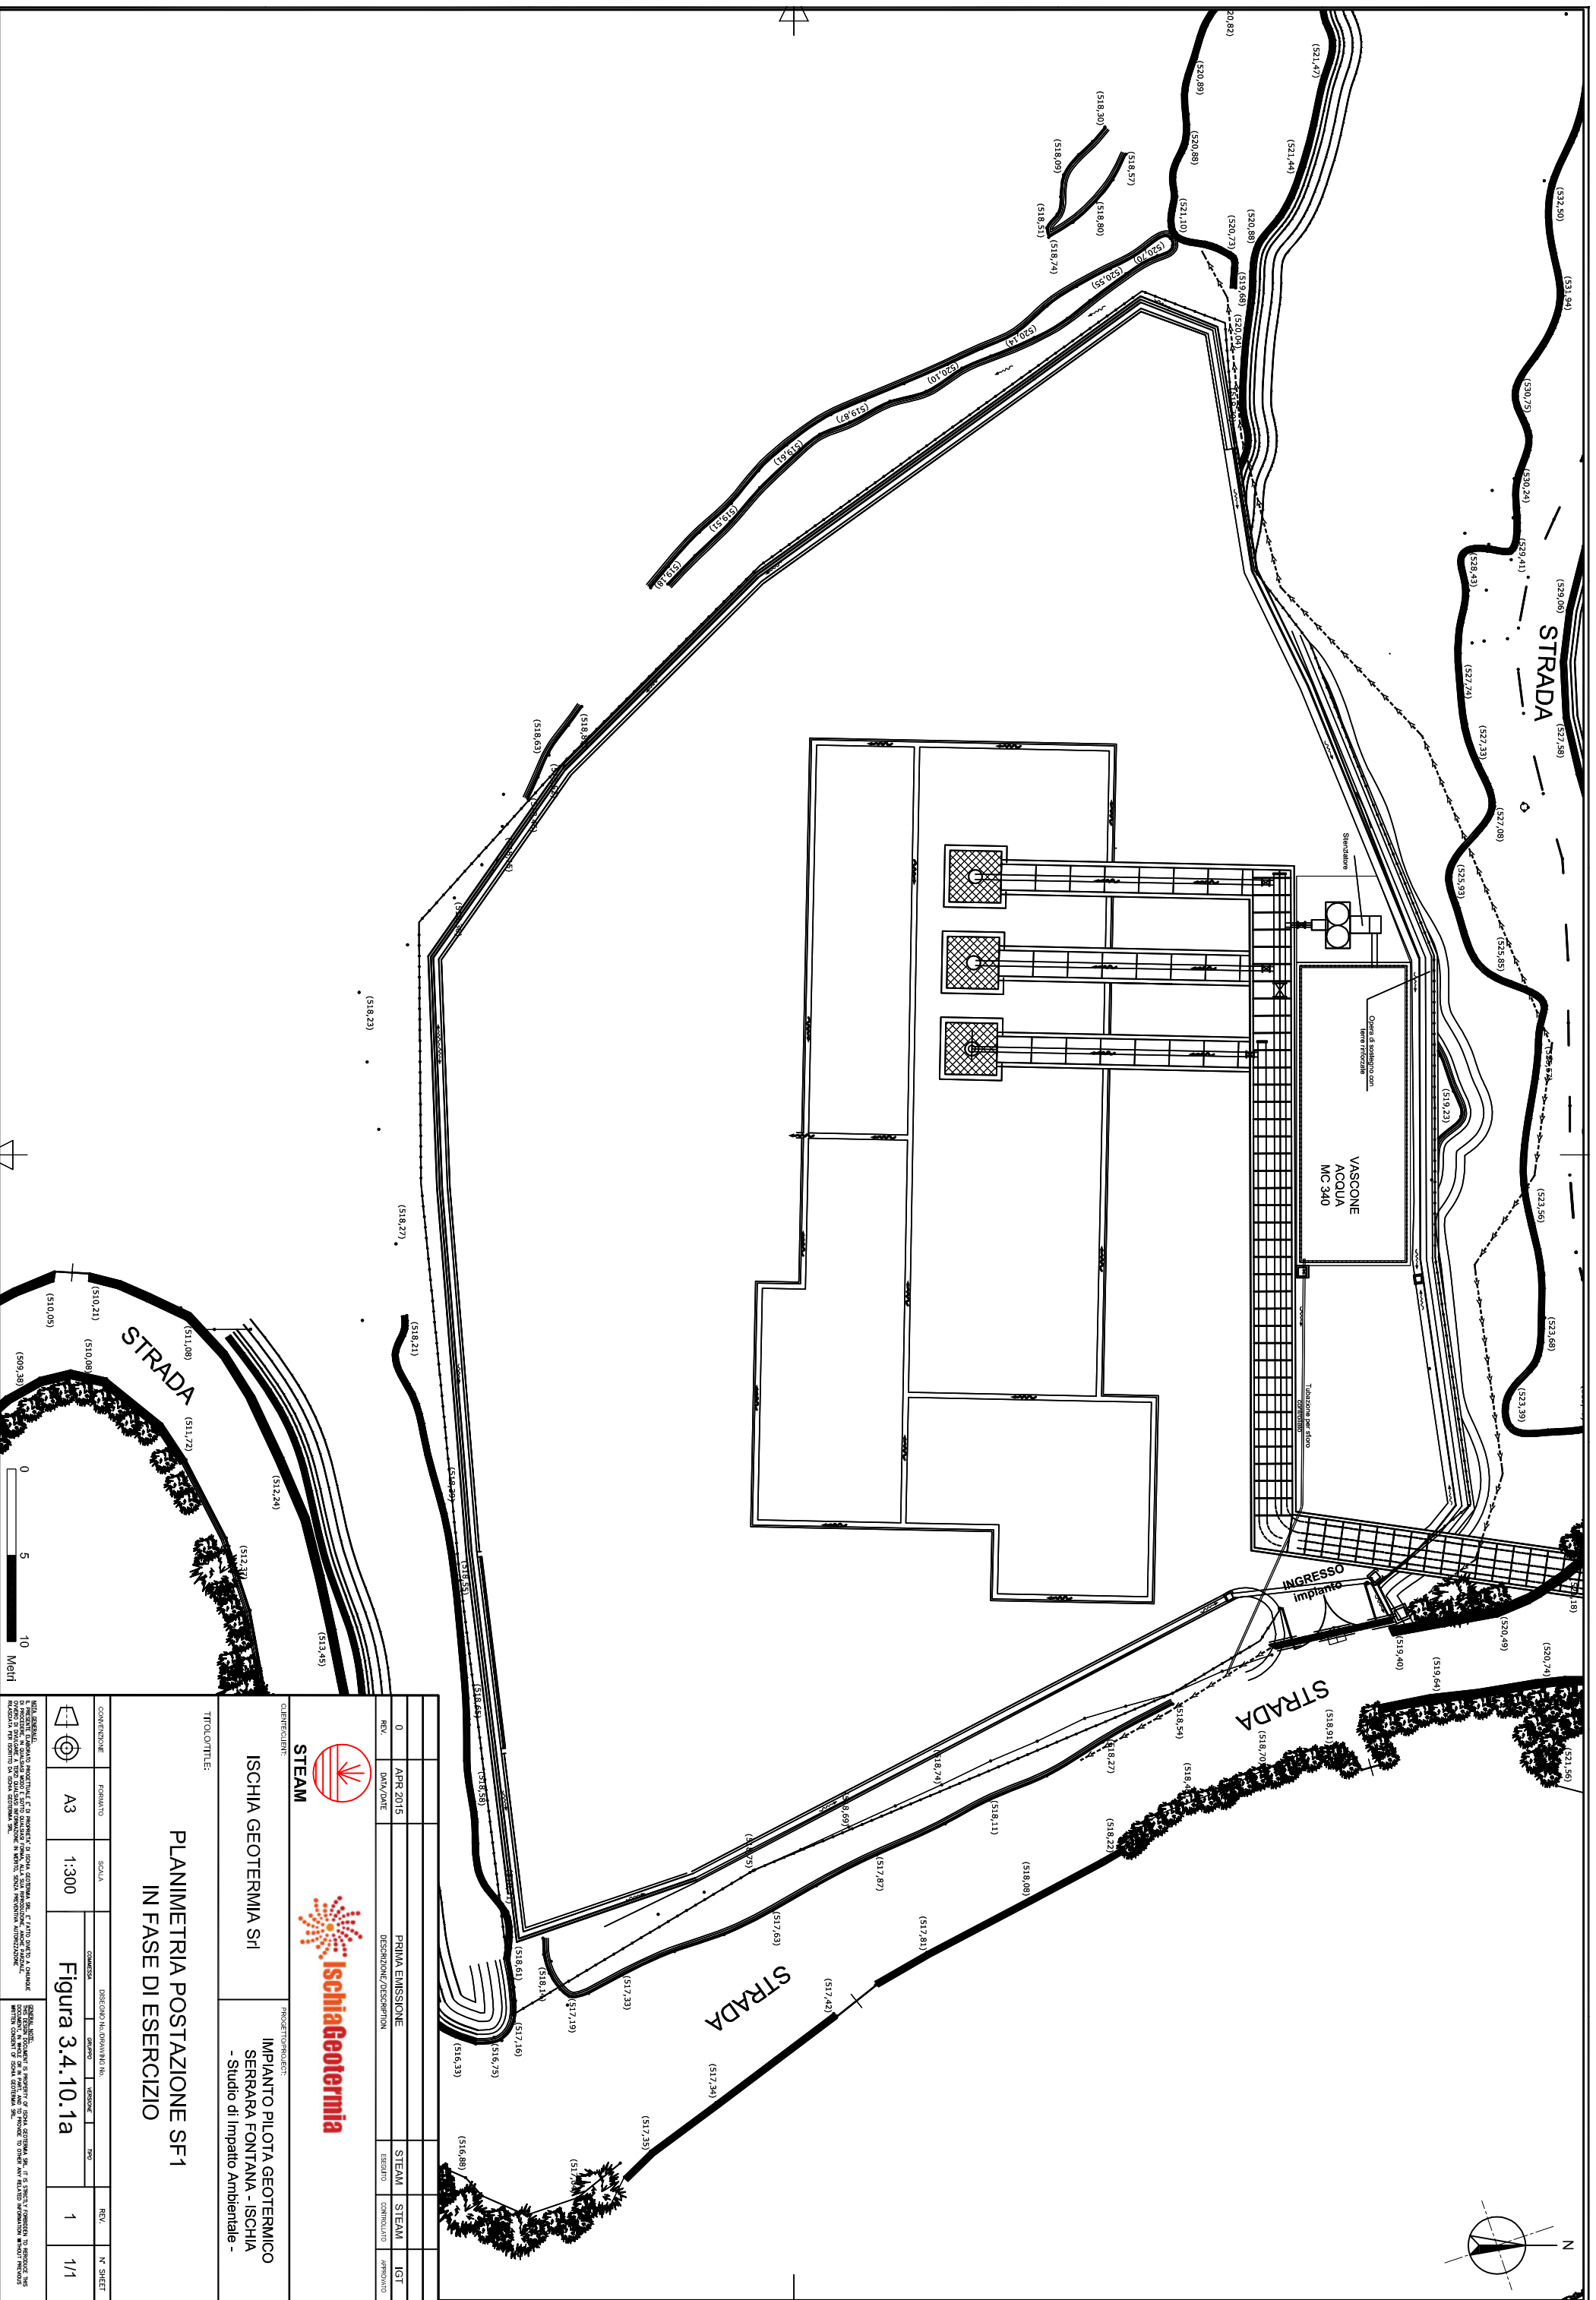 STRADA
(532,50)
(531,94)
(530,75)
(530,24)
(529,41)
(528,43)
(529,06)
(527,58)
(527,74)
(527,33)
(527,08)
(525,93)
(525,85)
(523,56)
(523,68)
(523,39)
(521,47)
(521,44)
(520,88)
(520,89)
(520,88)
(521,10)
(520,73)
(519,68)
(520,04)
(518,30)
(518,09)
(518,57)
(518,80)
(518,51)
(518,74)
(520,70)
(520,55)
(520,14)
(520,10)
(519,87)
(519,61)
(519,51)
(518,63)
(519,23)
Silenziatore
Opera di sostegno con
terre rinforzate
VASCONE
ACQUA
MC 340
Tubazione per sfioro
INGRESSO
impianto
(519,40)
(520,49)
(519,64)
(520,74)
(521,56)
STRADA
(518,91)
(518,70)
(518,54)
(518,22)
(518,11)
(518,08)
(517,87)
(517,81)
(517,63)
(517,42)
(517,33)
(517,34)
(517,35)
(517,19)
(517,16)
(516,75)
(516,33)
(516,88)
(518,61)
(518,14)
STRADA
(518,23)
(518,27)
(518,21)
(518,55)
(518,58)
STRADA
(510,05)
(510,21)
(511,08)
(510,08)
(509,38)
(511,72)
(512,24)
(512,37)
(513,45)
0 5 10 Metri
N
0 APR 2015 PRIMA EMISSIONE STEAM STEAM IGT
REV. DATA/DATE DESCRIZIONE/DESCRIPTION ESEGUITO CONTROLLATO APPROVATO
STEAM
IschiaGeotermia
CLIENTE/CLIENT:
ISCHIA GEOTERMIA Srl
PROGETTO/PROJECT:
IMPIANTO PILOTA GEOTERMICO
SERRARA FONTANA - ISCHIA
- Studio di Impatto Ambientale -
TITOLO/TITLE:
PLANIMETRIA POSTAZIONE SF1
IN FASE DI ESERCIZIO
CONVENZIONE FORMATO SCALA DISEGNO No./DRAWING No. REV. N° SHEET
COMMESSA GRUPPO VERSIONE TIPO
A3 1:300 Figura 3.4.10.1a 1 1/1